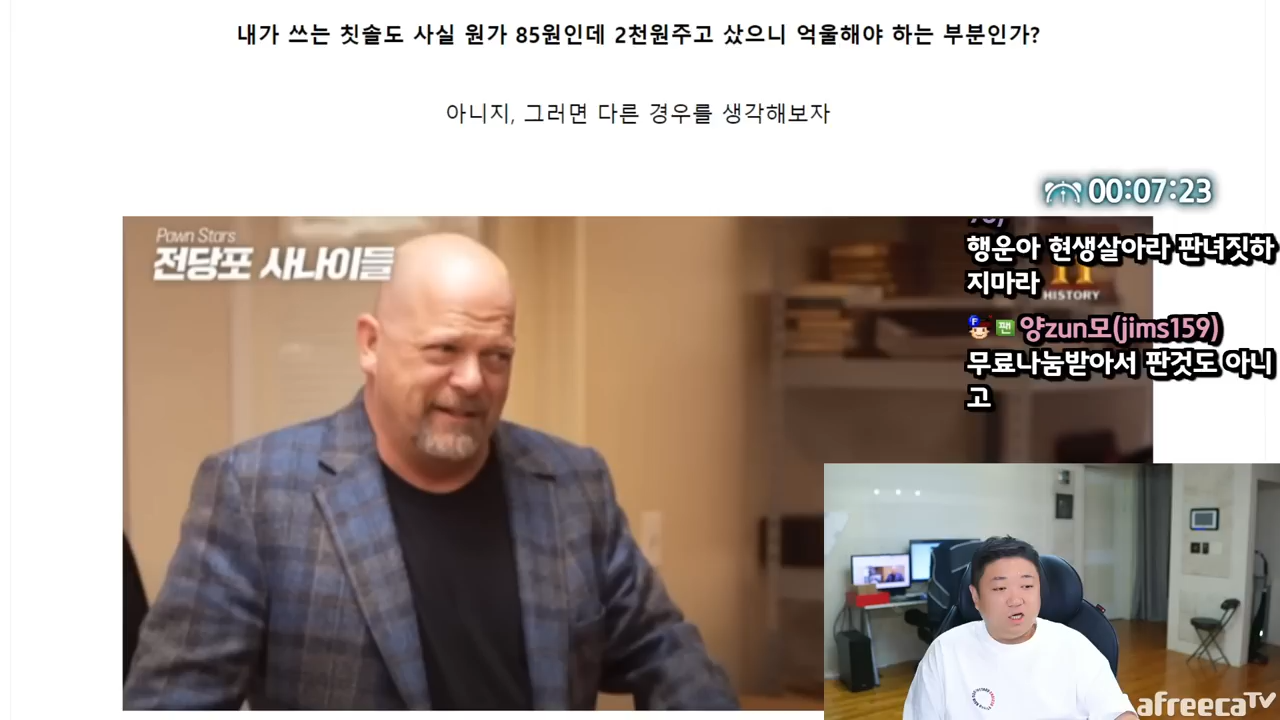 내가 쓰는 칫솔도 사실 원가 85원인데 2천원주고 샀으니 억울해야 하는 부분인가?
아니지, 그러면 다른 경우를 생각해보자
00:07:23
Pawn Stars
전당포 사나이들
행운아 현생살아라 판녀짓하
지마라
HISTORY
양zun모(jims159)
무료나눔받아서 판것도 아니
고
afreecaTV